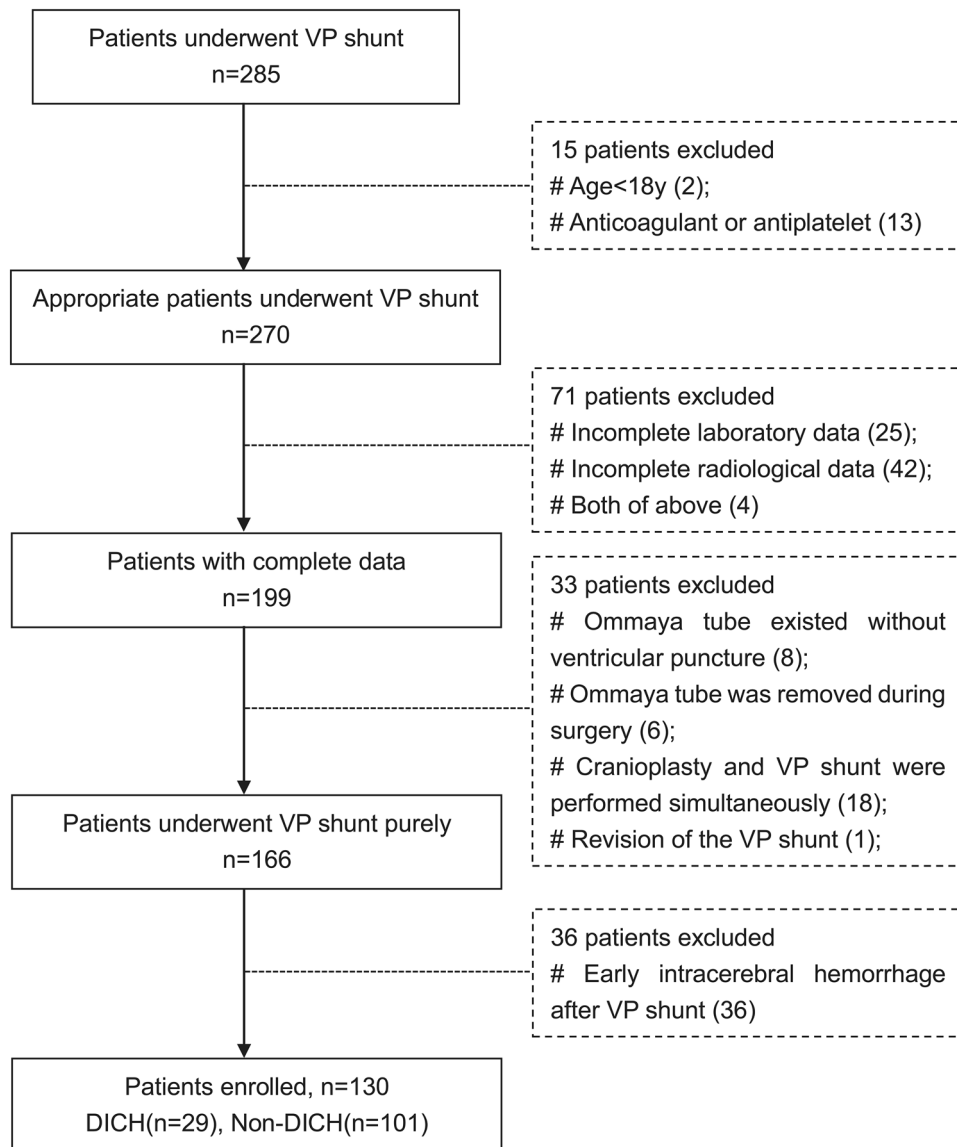 Patients underwent VP shunt
n=285
15 patients excluded
# Age<18y (2);
# Anticoagulant or antiplatelet (13)
Appropriate patients underwent VP shunt
n=270
71 patients excluded
# Incomplete laboratory data (25);
# Incomplete radiological data (42);
# Both of above (4)
Patients with complete data
n=199
33 patients excluded
# Ommaya tube existed without
ventricular puncture (8);
# Ommaya tube was removed during
surgery (6);
# Cranioplasty and VP shunt were
performed simultaneously (18);
# Revision of the VP shunt (1);
Patients underwent VP shunt purely
n=166
36 patients excluded
# Early intracerebral hemorrhage
after VP shunt (36)
Patients enrolled, n=130
DICH(n=29), Non-DICH(n=101)